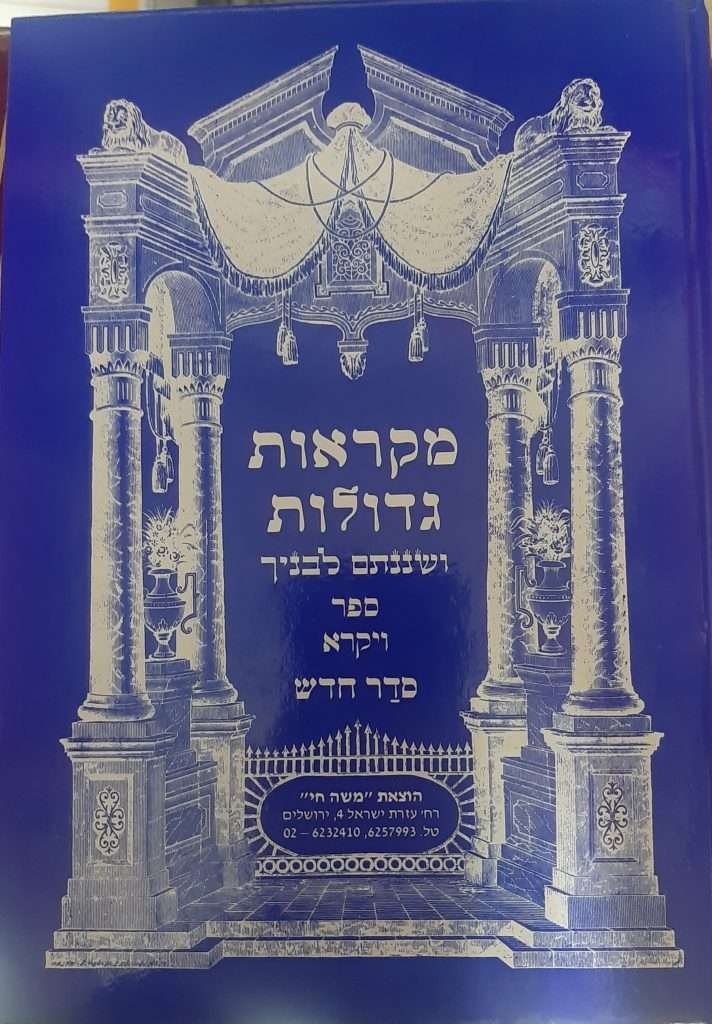 מקראות
גדולות
ושננתם לבניך
ספר
ויקרא
סדַר חדש
הוצאת "משה חי"
רח׳ עזרת ישראל 4, ירושלים
טל. 6257993, 6232410 – 02